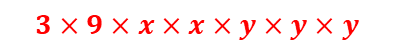 3 × 9 × x × x × y × y × y